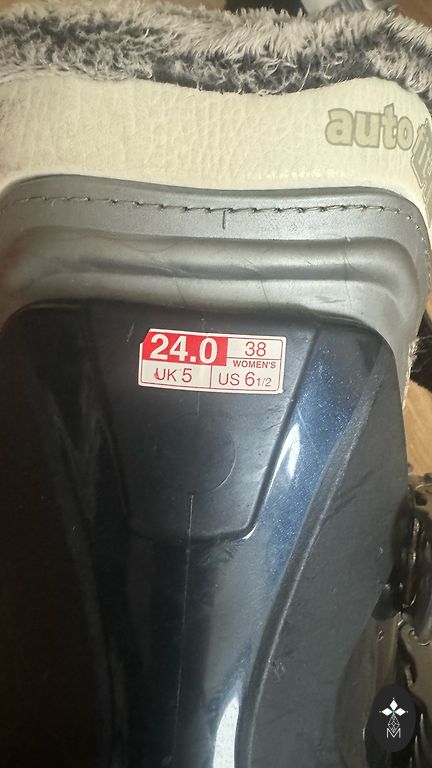 auto
24.0 38
WOMEN'S
UK 5 US 6 1/2
M